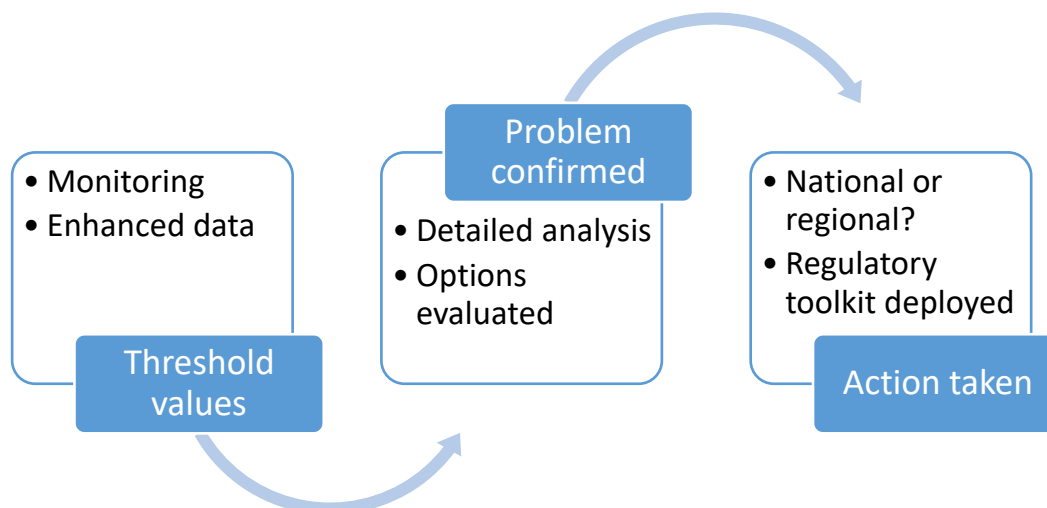 • Monitoring
• Enhanced data
Threshold
values
Problem
confirmed
• Detailed analysis
• Options
evaluated
• National or
regional?
• Regulatory
toolkit deployed
Action taken